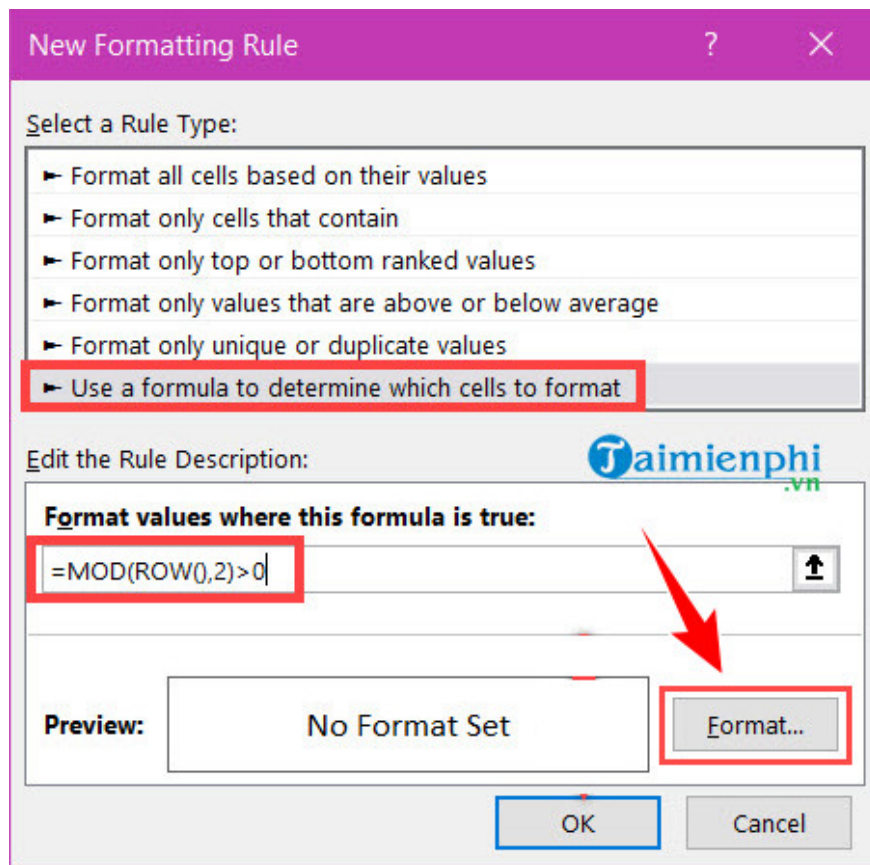 New Formatting Rule ? ×
Select a Rule Type:
► Format all cells based on their values
► Format only cells that contain
► Format only top or bottom ranked values
► Format only values that are above or below average
► Format only unique or duplicate values
► Use a formula to determine which cells to format
Edit the Rule Description:
Taimienphi
.vn
Format values where this formula is true:
=MOD(ROW(),2)>0
Preview: No Format Set Format...
OK Cancel